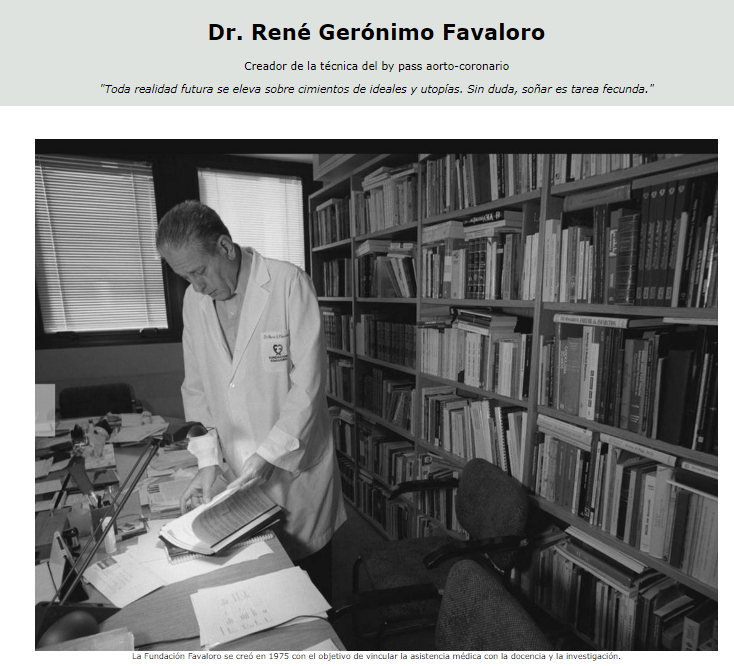 Dr. René Gerónimo Favaloro
Creador de la técnica del by pass aorto-coronario
"Toda realidad futura se eleva sobre cimientos de ideales y utopías. Sin duda, soñar es tarea fecunda."
La Fundación Favaloro se creó en 1975 con el objetivo de vincular la asistencia médica con la docencia y la investigación.